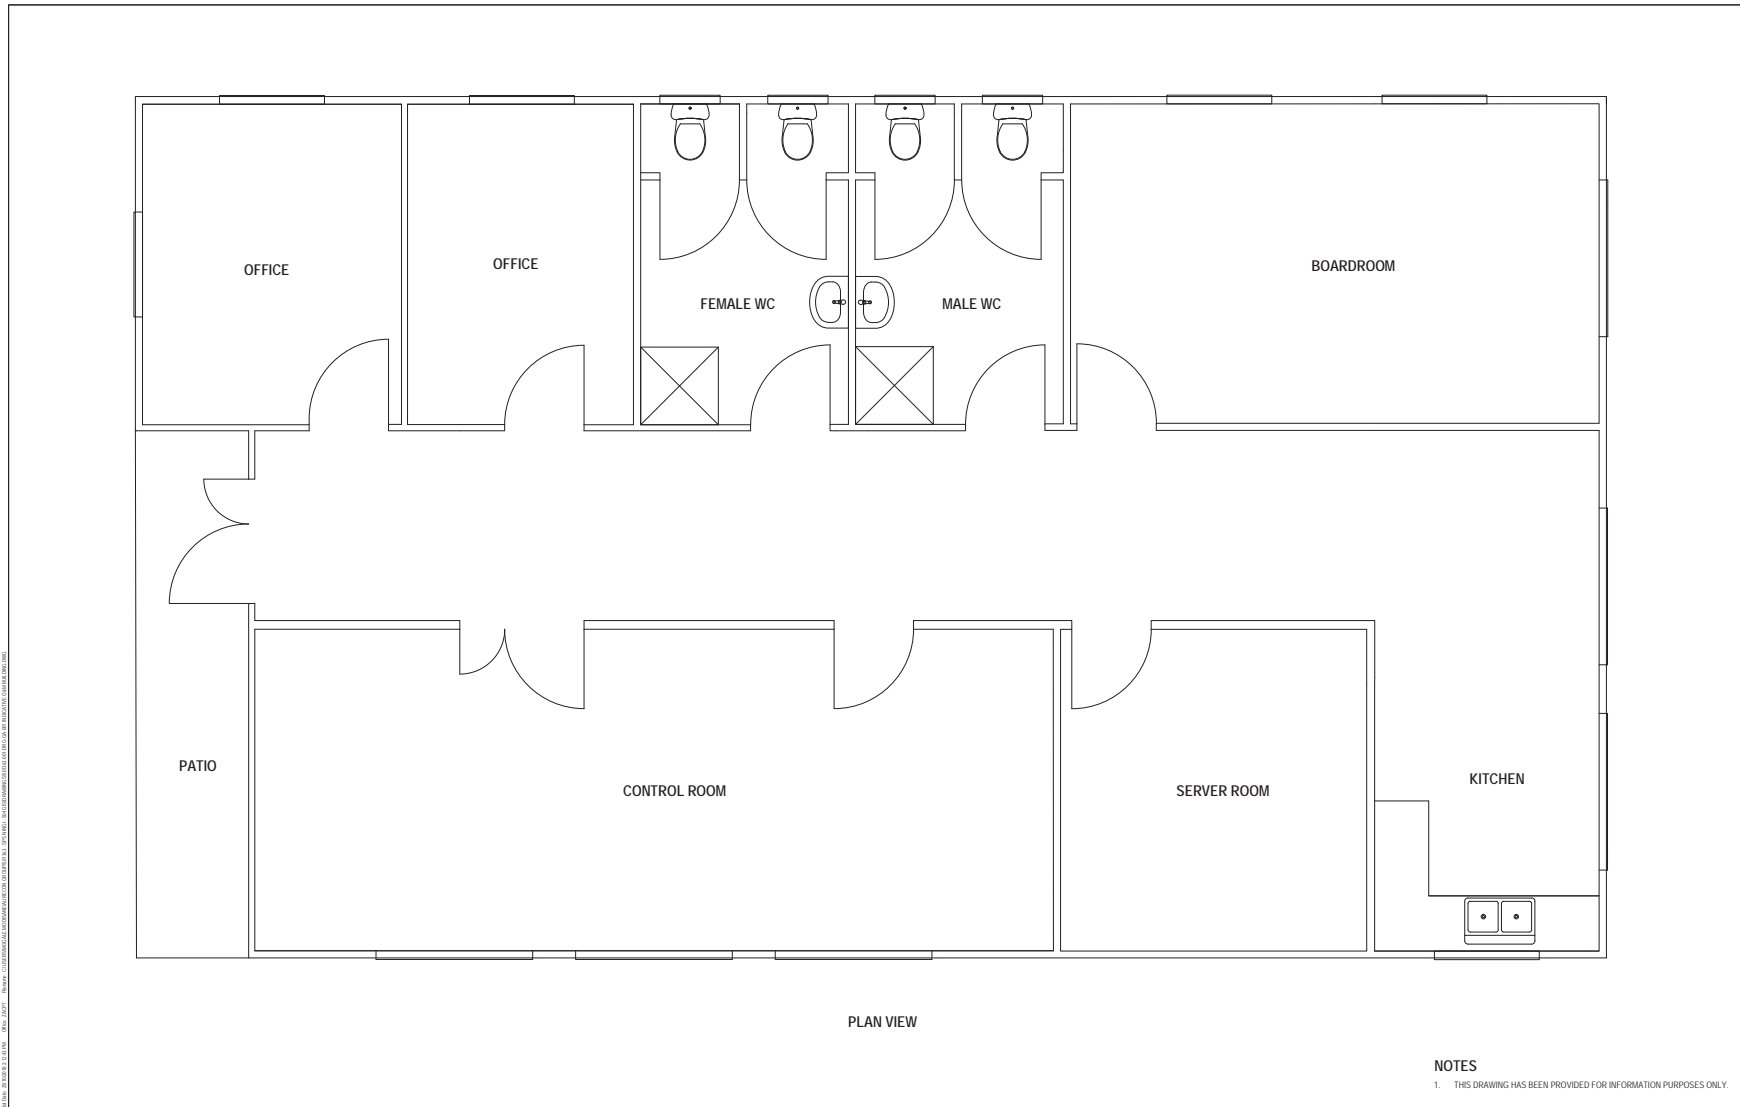 OFFICE
OFFICE
FEMALE WC
MALE WC
BOARDROOM
PATIO
CONTROL ROOM
SERVER ROOM
KITCHEN
PLAN VIEW
NOTES
1. THIS DRAWING HAS BEEN PROVIDED FOR INFORMATION PURPOSES ONLY.